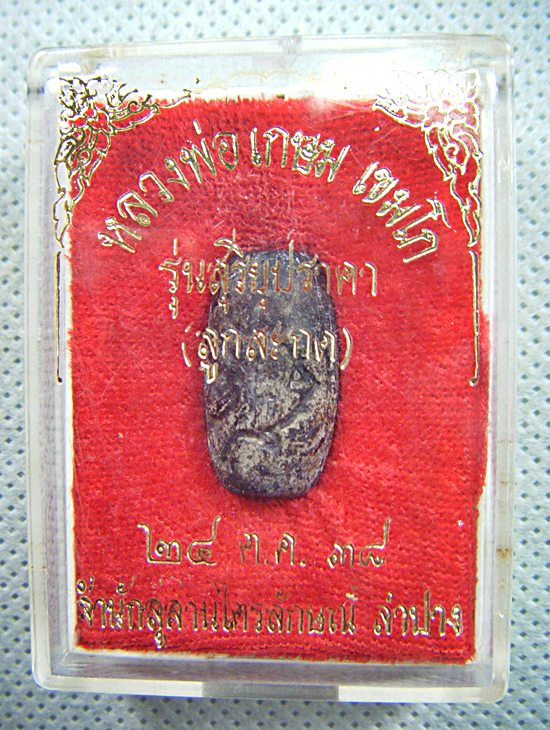 หลวงพ่อ เกษม เขมโก
รุ่นสุริยุปราคา
(ลูกสะกด)
๒๔ ต.ค. ๓๘
สำนักสุสานไตรลักษณ์ ลำปาง